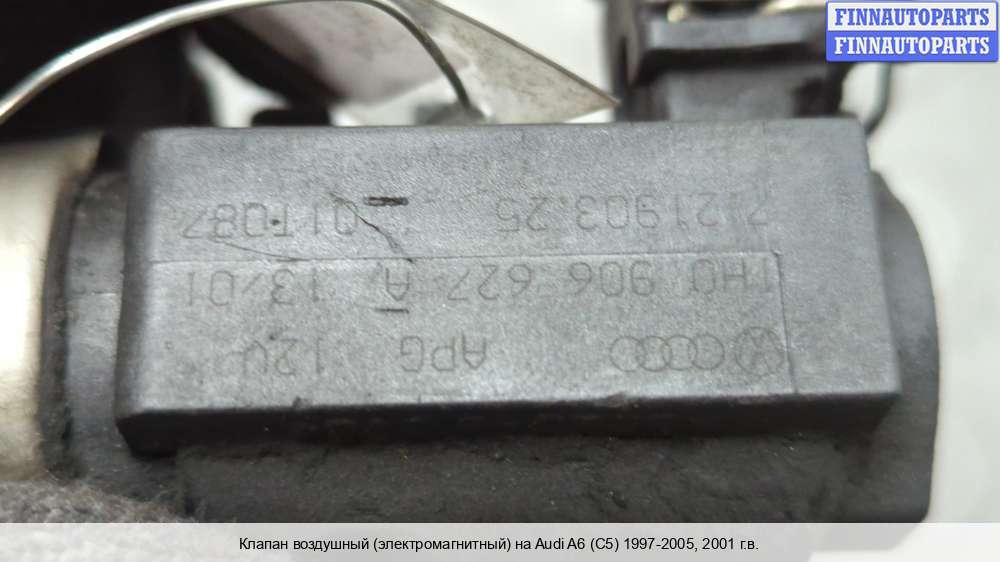 FINNAUTOPARTS
FINNAUTOPARTS
APG 12V
1H0 906 627 A 13/01
7.21903.25 01T087
Клапан воздушный (электромагнитный) на Audi A6 (C5) 1997-2005, 2001 г.в.